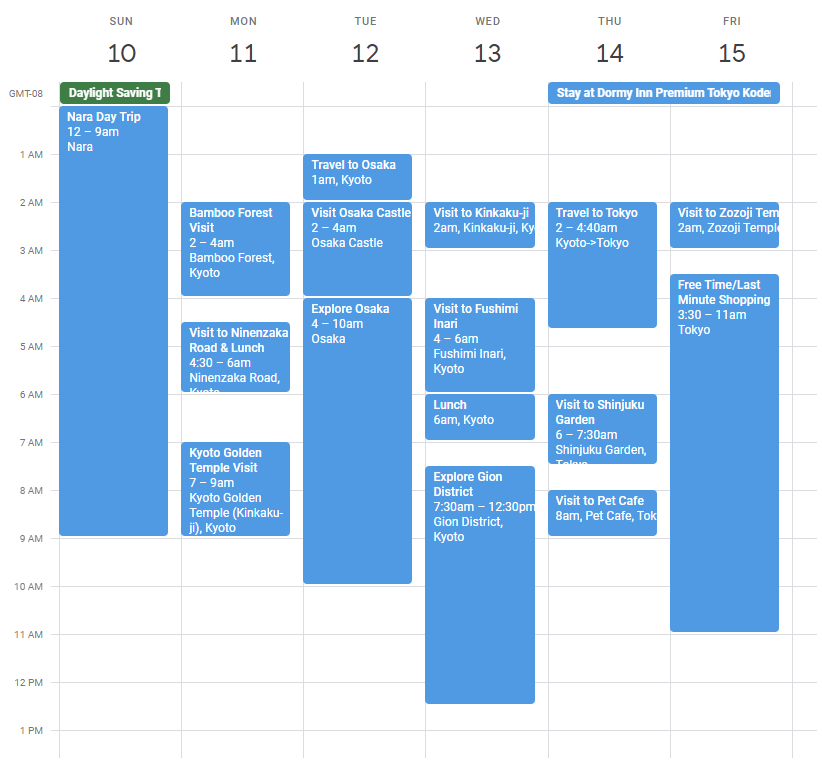 SUN
10
MON
11
TUE
12
WED
13
THU
14
FRI
15
GMT-08
Daylight Saving T
Stay at Dormy Inn Premium Tokyo Kode
1 AM
2 AM
3 AM
4 AM
5 AM
6 AM
7 AM
8 AM
9 AM
10 AM
11 AM
12 PM
1 PM
Nara Day Trip
12 – 9am
Nara
Bamboo Forest
Visit
2 – 4am
Bamboo Forest,
Kyoto
Visit to Ninenzaka
Road & Lunch
4:30 – 6am
Ninenzaka Road,
Kyoto
Kyoto Golden
Temple Visit
7 – 9am
Kyoto Golden
Temple (Kinkaku-
ji), Kyoto
Travel to Osaka
1am, Kyoto
Visit Osaka Castle
2 – 4am
Osaka Castle
Explore Osaka
4 – 10am
Osaka
Visit to Kinkaku-ji
2am, Kinkaku-ji, Ky
Visit to Fushimi
Inari
4 – 6am
Fushimi Inari,
Kyoto
Lunch
6am, Kyoto
Explore Gion
District
7:30am – 12:30pm
Gion District,
Kyoto
Travel to Tokyo
2 – 4:40am
Kyoto->Tokyo
Visit to Shinjuku
Garden
6 – 7:30am
Shinjuku Garden,
Tokyo
Visit to Pet Cafe
8am, Pet Cafe, Tok
Visit to Zozoji Tem
2am, Zozoji Temple
Free Time/Last
Minute Shopping
3:30 – 11am
Tokyo